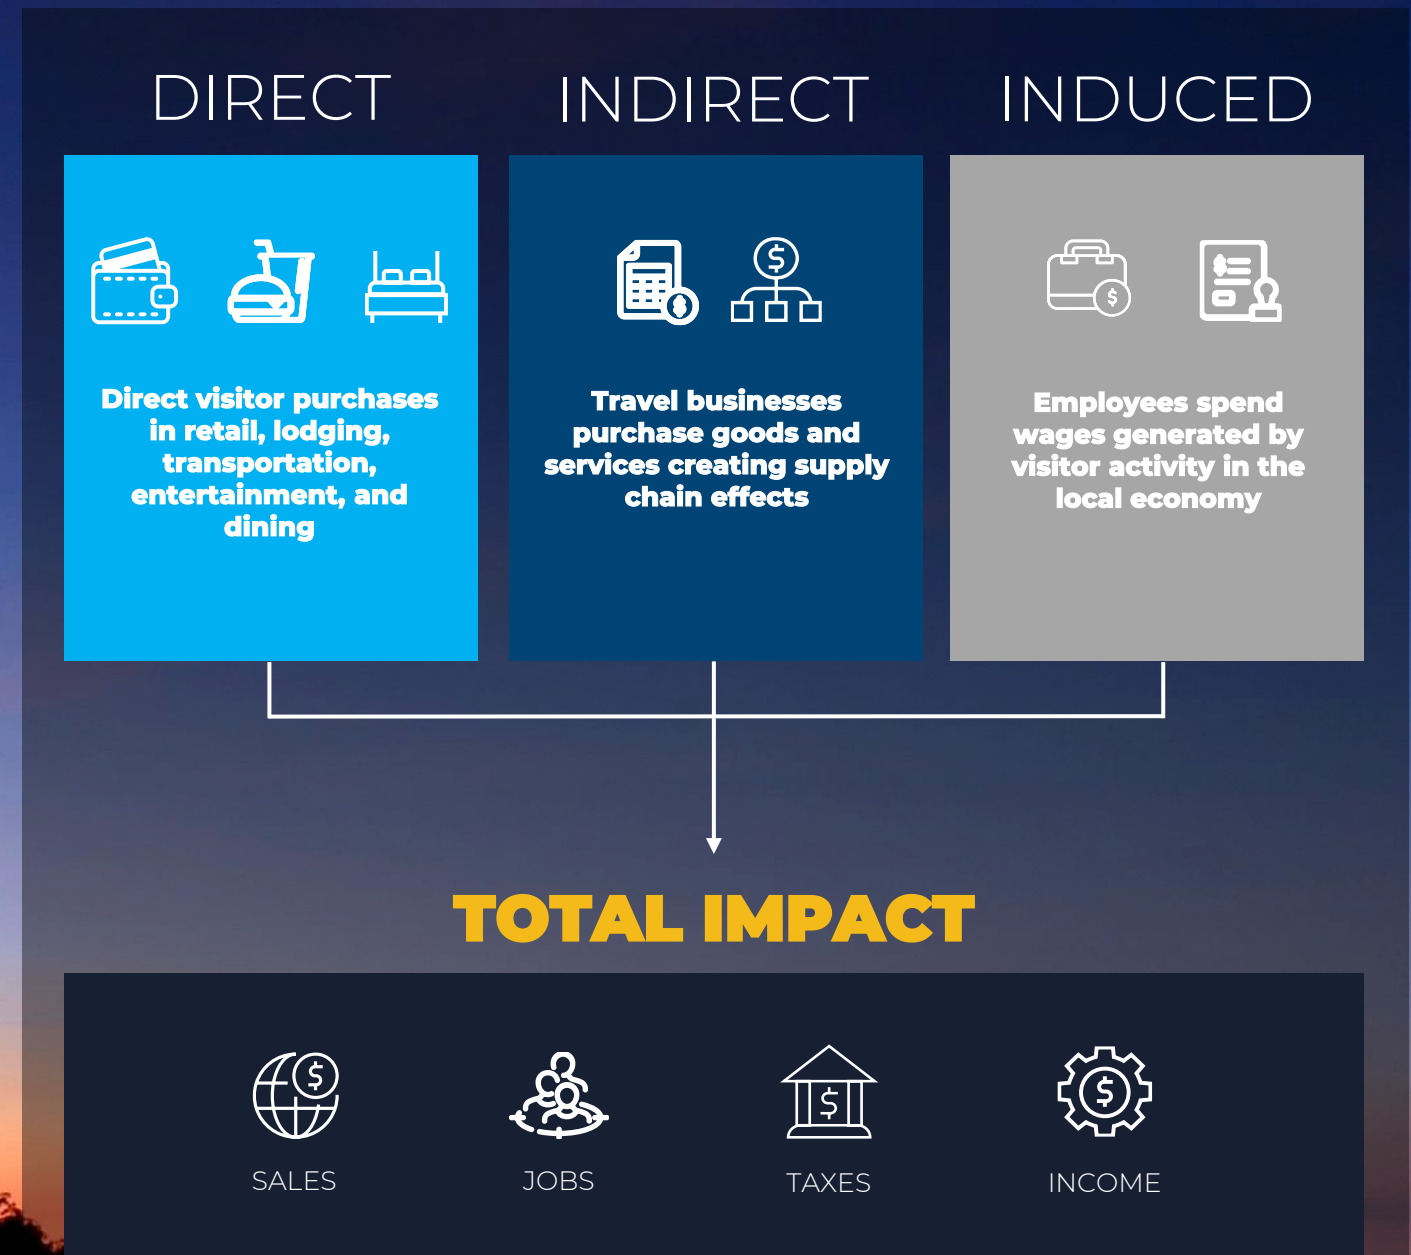 DIRECT
INDIRECT
INDUCED
Direct visitor purchases
in retail, lodging,
transportation,
entertainment, and
dining
Travel businesses
purchase goods and
services creating supply
chain effects
Employees spend
wages generated by
visitor activity in the
local economy
TOTAL IMPACT
SALES
JOBS
TAXES
INCOME